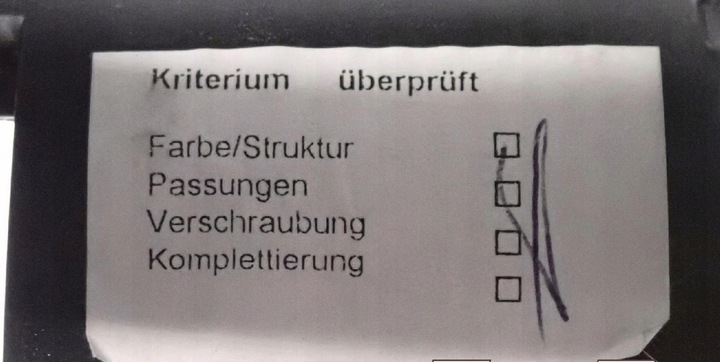 Kriterium überprüft
Farbe/Struktur
Passungen
Verschraubung
Komplettierung